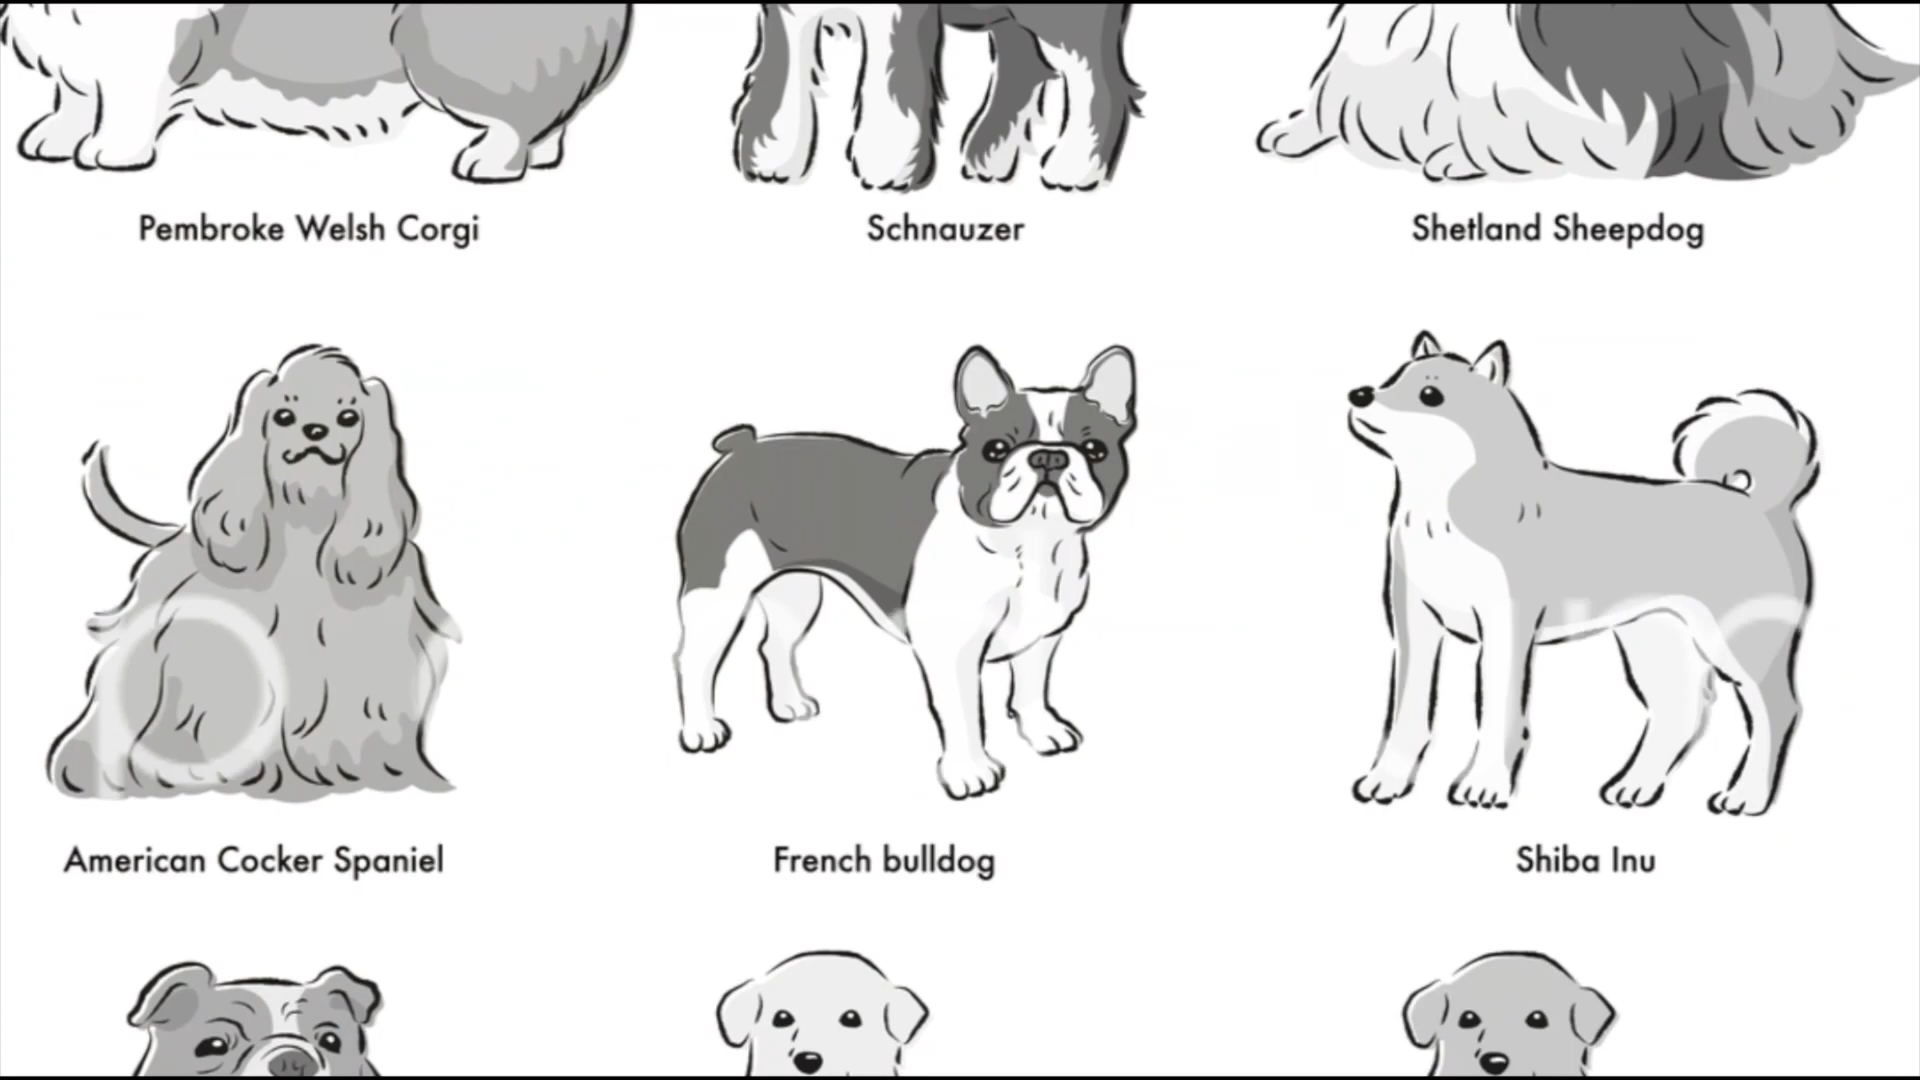 Pembroke Welsh Corgi
Schnauzer
Shetland Sheepdog
American Cocker Spaniel
French bulldog
Shiba Inu